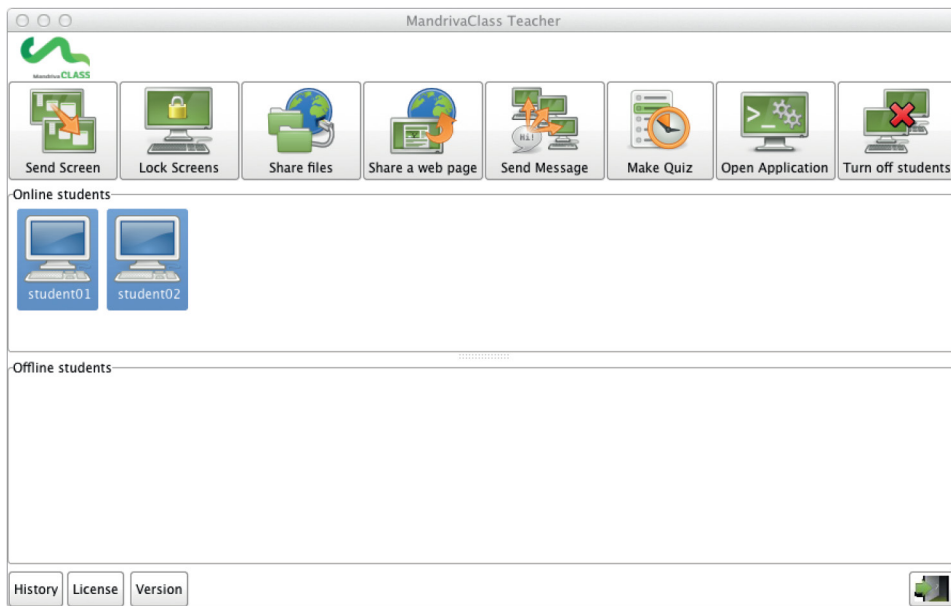 MandrivaClass Teacher
Mandriva CLASS
Send Screen
Lock Screens
Share files
Share a web page
Hi!
Send Message
Make Quiz
>_
Open Application
Turn off students
Online students
student01
student02
Offline students
History
License
Version